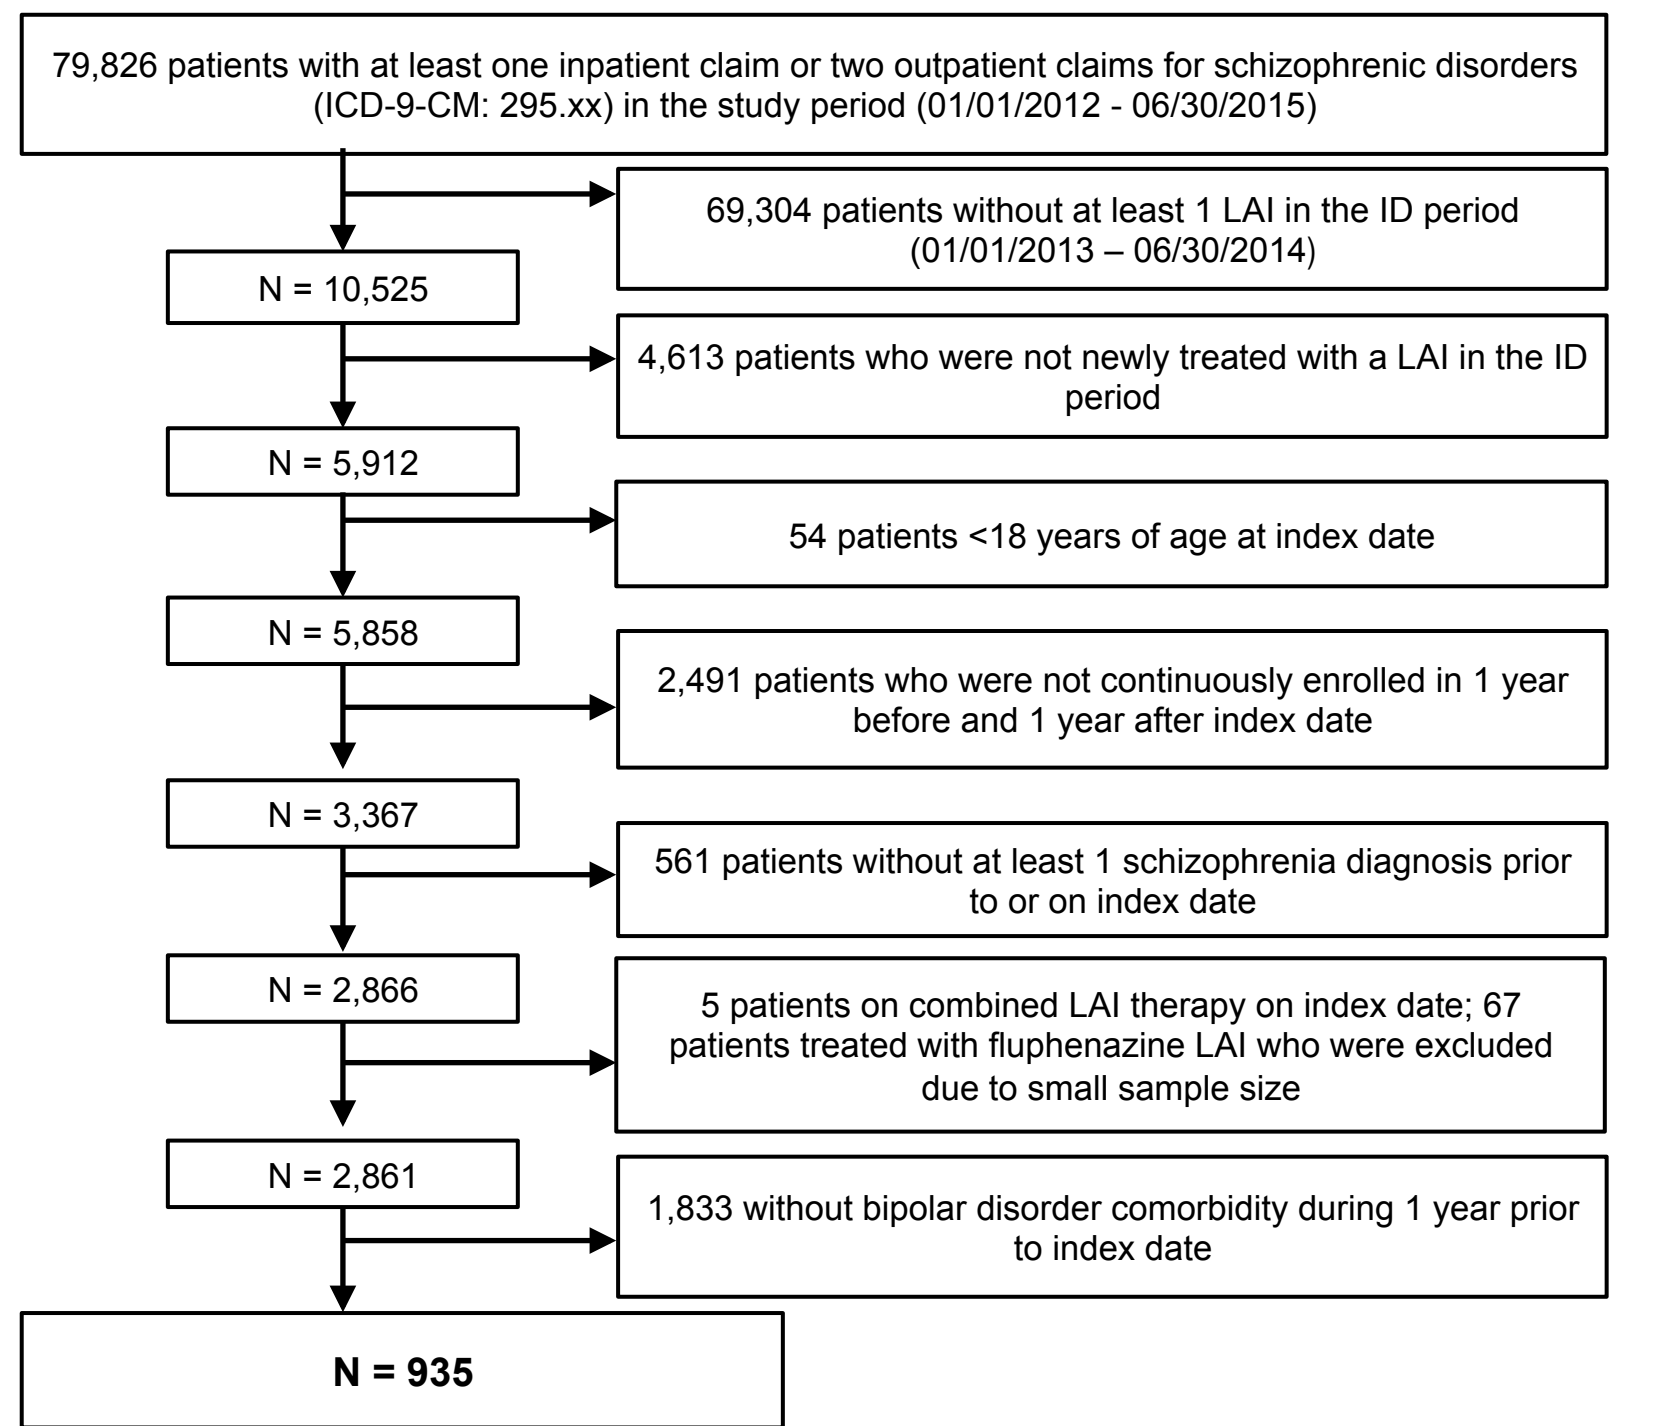 79,826 patients with at least one inpatient claim or two outpatient claims for schizophrenic disorders
(ICD-9-CM: 295.xx) in the study period (01/01/2012 - 06/30/2015)
69,304 patients without at least 1 LAI in the ID period
(01/01/2013 – 06/30/2014)
N = 10,525
4,613 patients who were not newly treated with a LAI in the ID
period
N = 5,912
54 patients <18 years of age at index date
N = 5,858
2,491 patients who were not continuously enrolled in 1 year
before and 1 year after index date
N = 3,367
561 patients without at least 1 schizophrenia diagnosis prior
to or on index date
N = 2,866
5 patients on combined LAI therapy on index date; 67
patients treated with fluphenazine LAI who were excluded
due to small sample size
N = 2,861
1,833 without bipolar disorder comorbidity during 1 year prior
to index date
N = 935